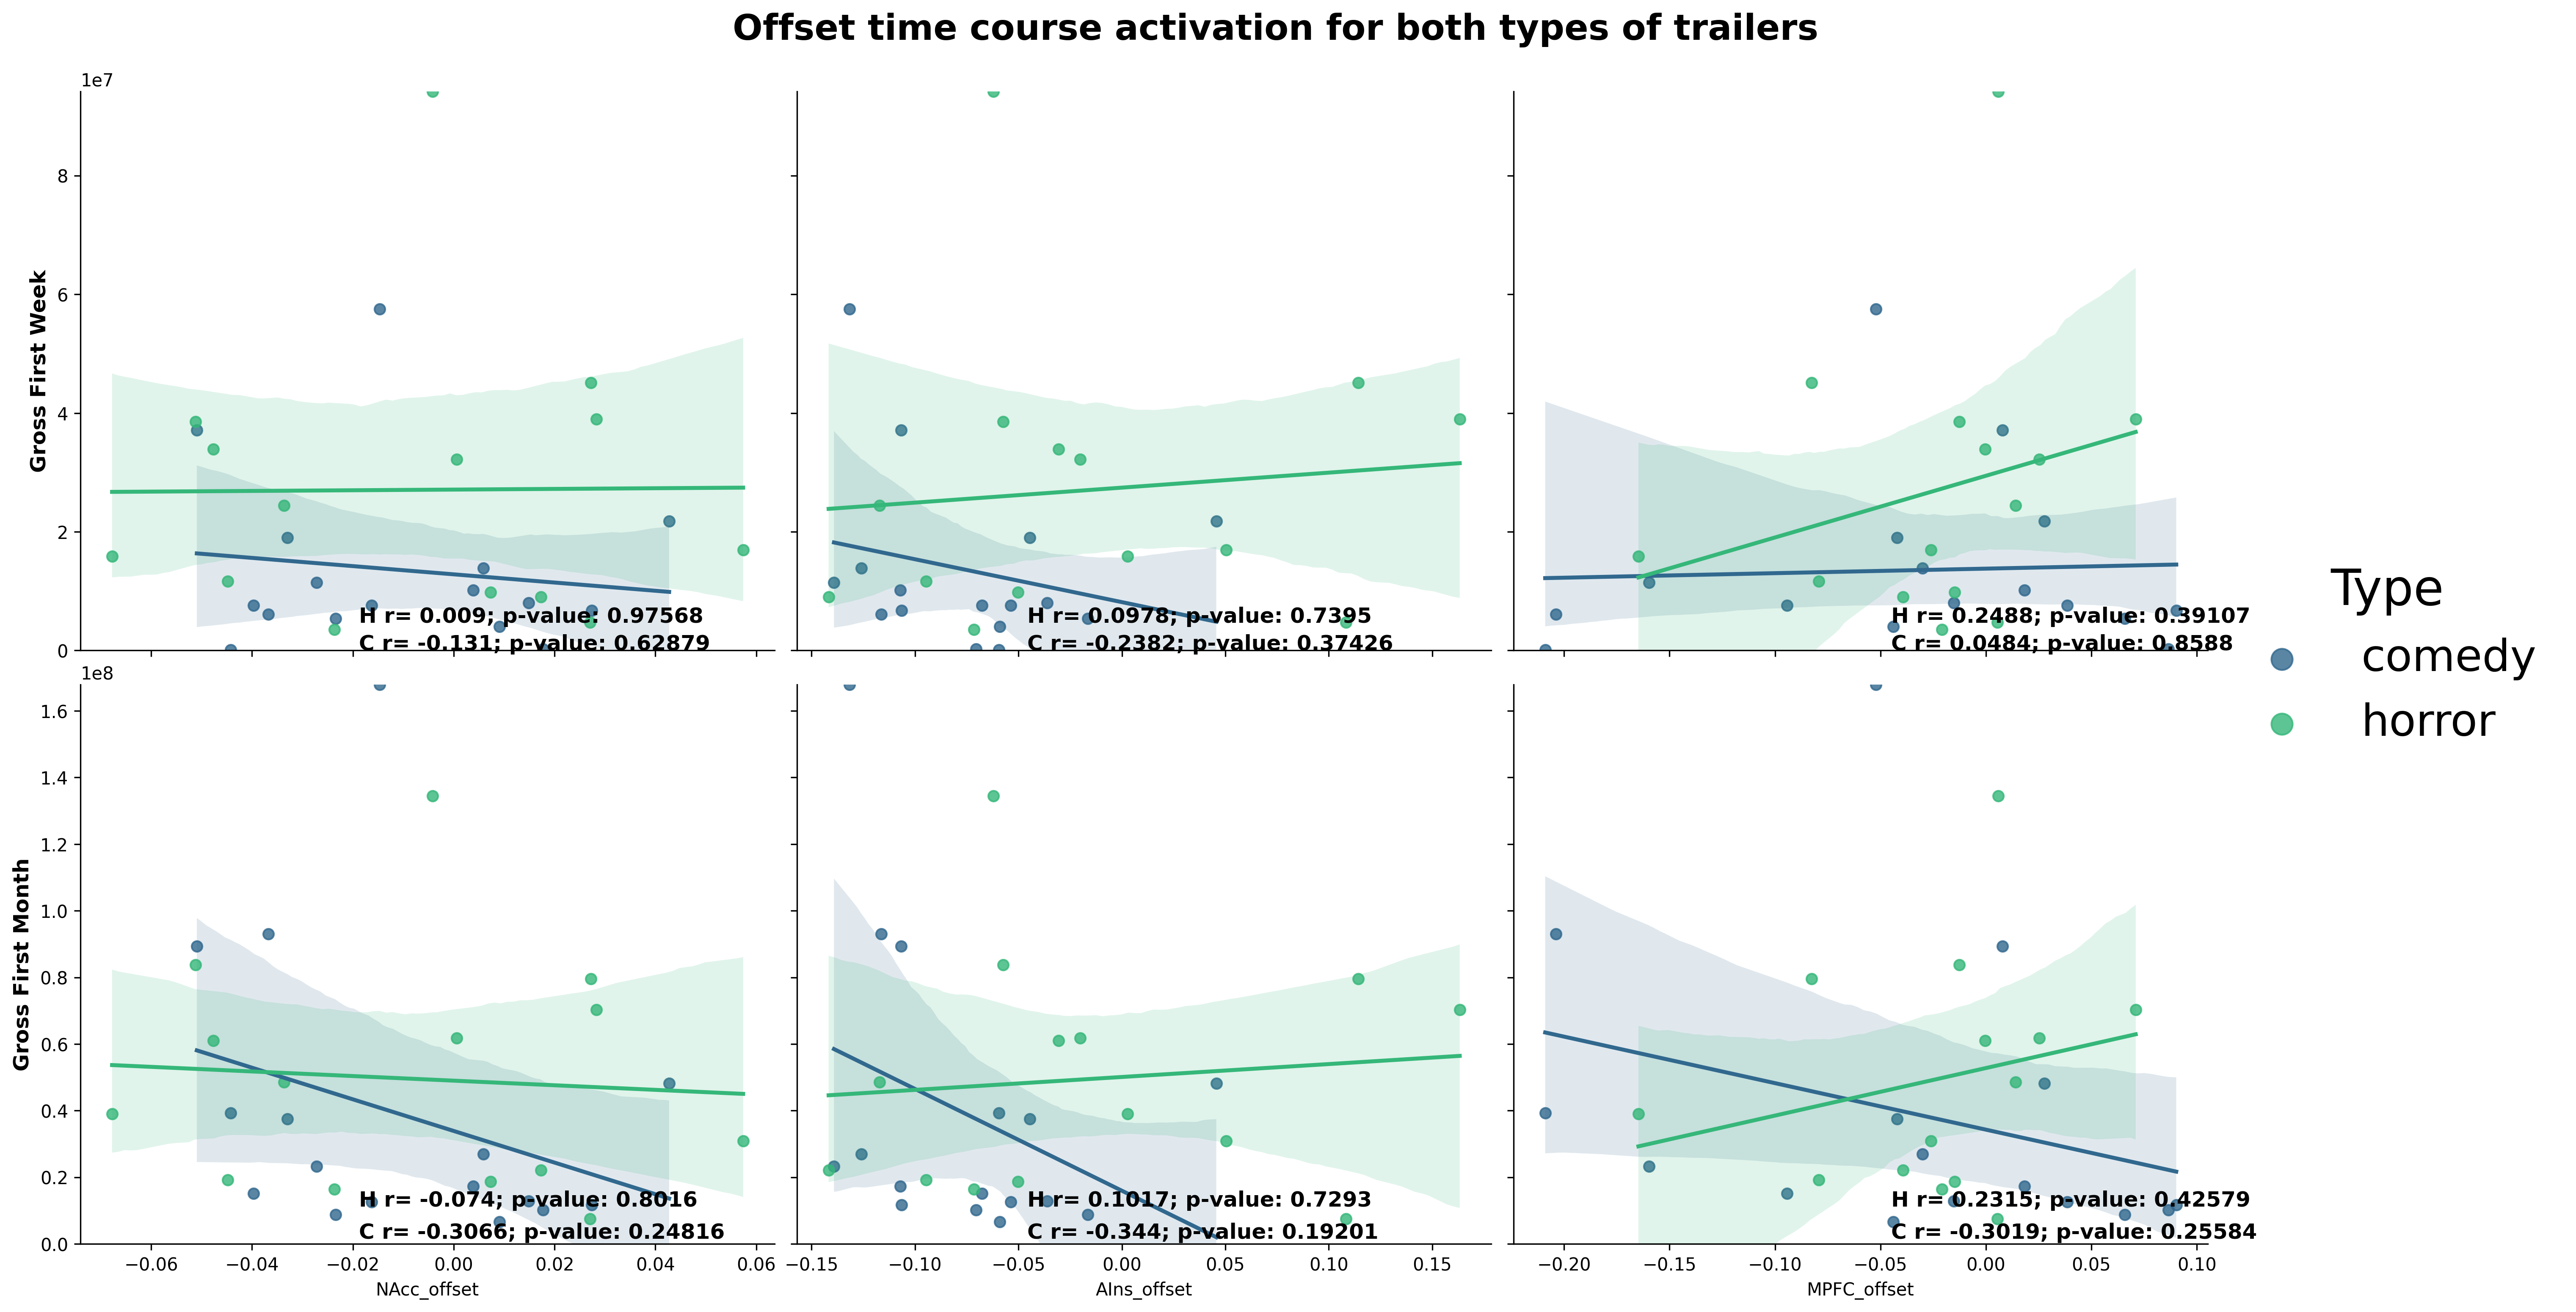 Offset time course activation for both types of trailers
1e7
8
6
4
2
0
Gross First Week
H r= 0.009; p-value: 0.97568
C r= -0.131; p-value: 0.62879
H r= 0.0978; p-value: 0.7395
C r= -0.2382; p-value: 0.37426
H r= 0.2488; p-value: 0.39107
C r= 0.0484; p-value: 0.8588
Type
comedy
horror
1e8
1.6
1.4
1.2
1.0
0.8
0.6
0.4
0.2
0.0
Gross First Month
H r= -0.074; p-value: 0.8016
C r= -0.3066; p-value: 0.24816
H r= 0.1017; p-value: 0.7293
C r= -0.344; p-value: 0.19201
H r= 0.2315; p-value: 0.42579
C r= -0.3019; p-value: 0.25584
−0.06 −0.04 −0.02 0.00 0.02 0.04 0.06
NAcc_offset
−0.15 −0.10 −0.05 0.00 0.05 0.10 0.15
AIns_offset
−0.20 −0.15 −0.10 −0.05 0.00 0.05 0.10
MPFC_offset